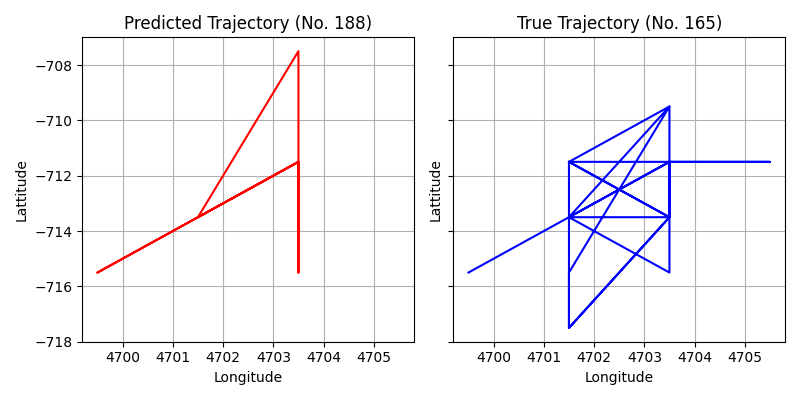 Predicted Trajectory (No. 188)
True Trajectory (No. 165)
−708
−710
−712
−714
−716
−718
Lattitude
Lattitude
4700 4701 4702 4703 4704 4705
4700 4701 4702 4703 4704 4705
Longitude
Longitude